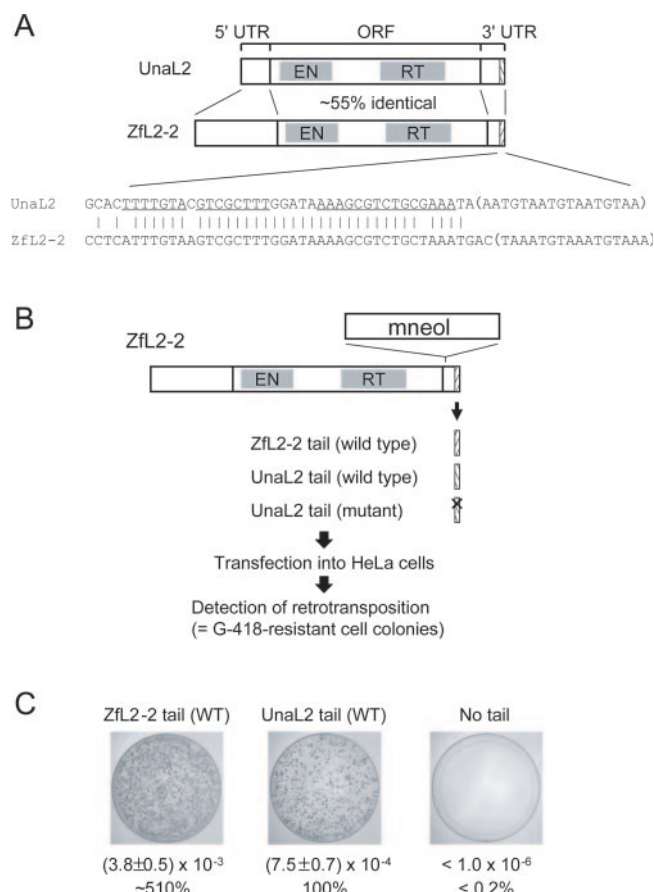 A
5' UTR ORF 3' UTR
UnaL2 EN RT
~55% identical
ZfL2-2 EN RT
UnaL2 GCACTTTTGTACGTCGCTTTGGATAAAAGCGTCTGCGAAATA(AATGTAATGTAATGTAA)
ZfL2-2 CCTCATTTGTAAGTCGCTTTGGATAAAAGCGTCTGCTAAATGAC(TAAATGTAAATGTAAA)
B
mneoI
ZfL2-2
EN RT
ZfL2-2 tail (wild type)
UnaL2 tail (wild type)
UnaL2 tail (mutant)
Transfection into HeLa cells
Detection of retrotransposition
(= G-418-resistant cell colonies)
C
ZfL2-2 tail (WT) UnaL2 tail (WT) No tail
(3.8±0.5) x 10⁻³ (7.5±0.7) x 10⁻⁴ < 1.0 x 10⁻⁶
~510% 100% < 0.2%